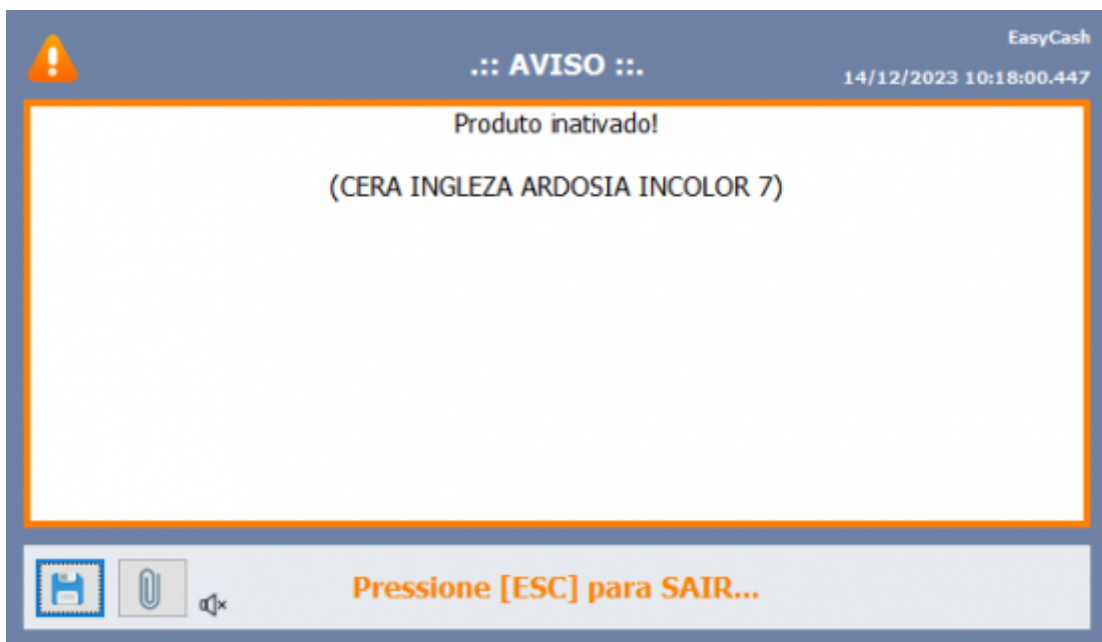 EasyCash
.:: AVISO ::.
14/12/2023 10:18:00.447
Produto inativado!
(CERA INGLEZA ARDOSIA INCOLOR 7)
Pressione [ESC] para SAIR...